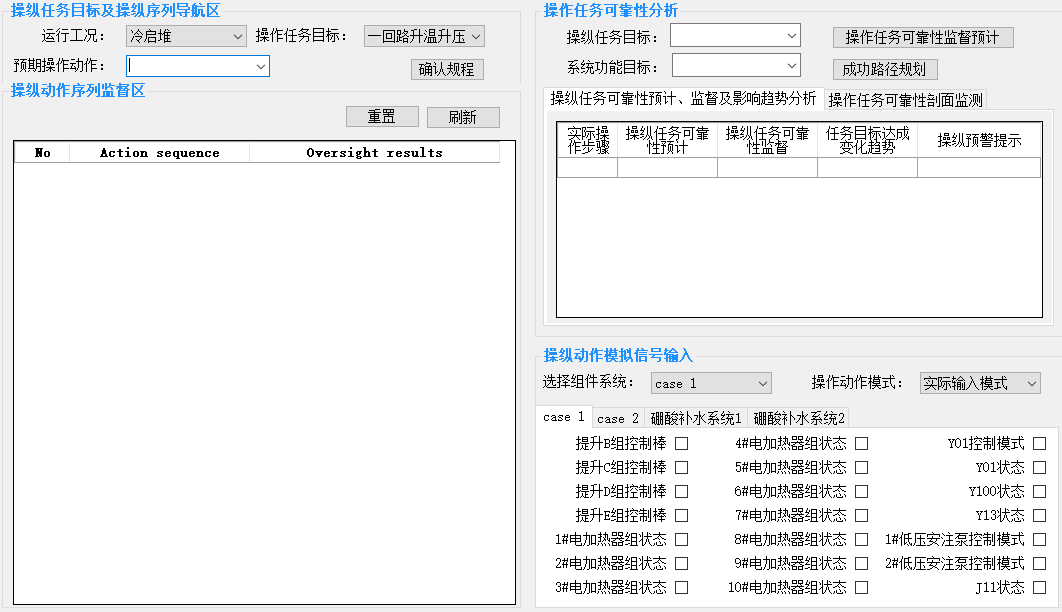 操纵任务目标及操纵序列导航区
运行工况： 冷启堆 操作任务目标： 一回路升温升压
预期操作动作：
确认规程
操纵动作序列监督区
重置 刷新
No Action sequence Oversight results
操作任务可靠性分析
操纵任务目标： 操作任务可靠性监督预计
系统功能目标： 成功路径规划
操纵任务可靠性预计、监督及影响趋势分析 操作任务可靠性剖面监测
实际操作步骤 操纵任务可靠性预计 操纵任务可靠性监督 任务目标达成变化趋势 操纵预警提示
操纵动作模拟信号输入
选择组件系统： case 1 操作动作模式： 实际输入模式
case 1 case 2 硼酸补水系统1 硼酸补水系统2
提升B组控制棒 4#电加热器组状态 Y01控制模式
提升C组控制棒 5#电加热器组状态 Y01状态
提升D组控制棒 6#电加热器组状态 Y100状态
提升E组控制棒 7#电加热器组状态 Y13状态
1#电加热器组状态 8#电加热器组状态 1#低压安注泵控制模式
2#电加热器组状态 9#电加热器组状态 2#低压安注泵控制模式
3#电加热器组状态 10#电加热器组状态 J11状态